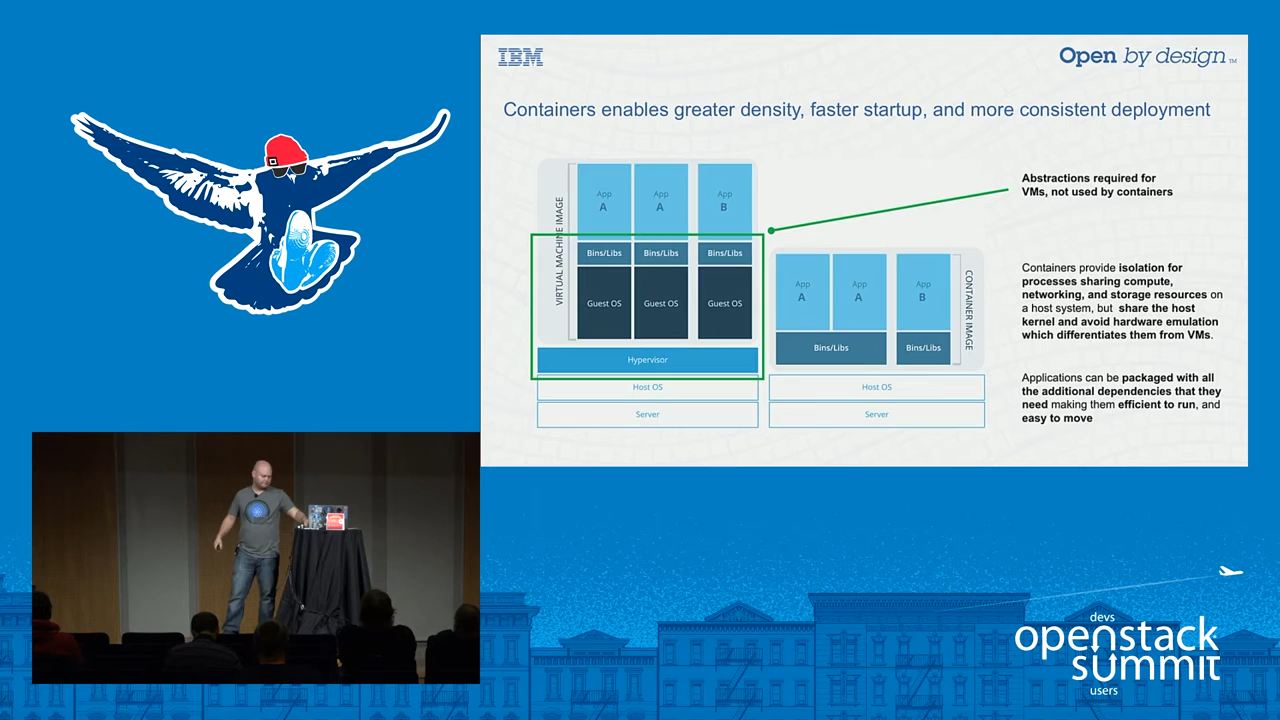 IBM
Open by design™
Containers enables greater density, faster startup, and more consistent deployment
VIRTUAL MACHINE IMAGE
App A
App A
App B
Bins/Libs
Bins/Libs
Bins/Libs
Guest OS
Guest OS
Guest OS
Hypervisor
Host OS
Server
App A
App A
App B
Bins/Libs
Bins/Libs
CONTAINER IMAGE
Host OS
Server
Abstractions required for
VMs, not used by containers
Containers provide isolation for
processes sharing compute,
networking, and storage resources on
a host system, but share the host
kernel and avoid hardware emulation
which differentiates them from VMs.
Applications can be packaged with all
the additional dependencies that they
need making them efficient to run, and
easy to move
devs
openstack
summit
users